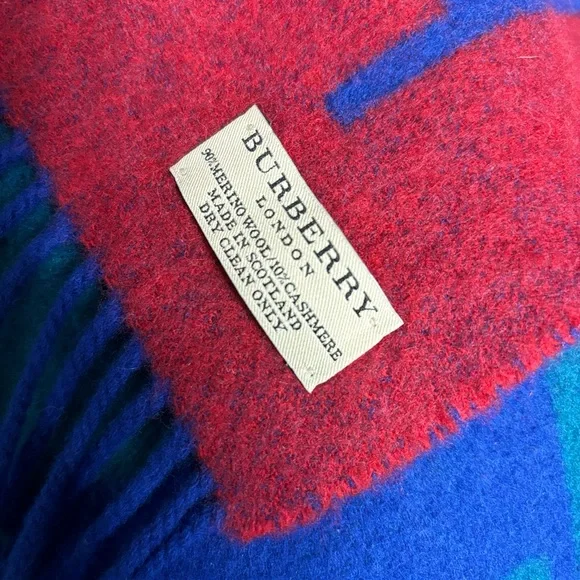 BURBERRY
LONDON
90%MERINO WOOL/10%CASHMERE
MADE IN SCOTLAND
DRY CLEAN ONLY